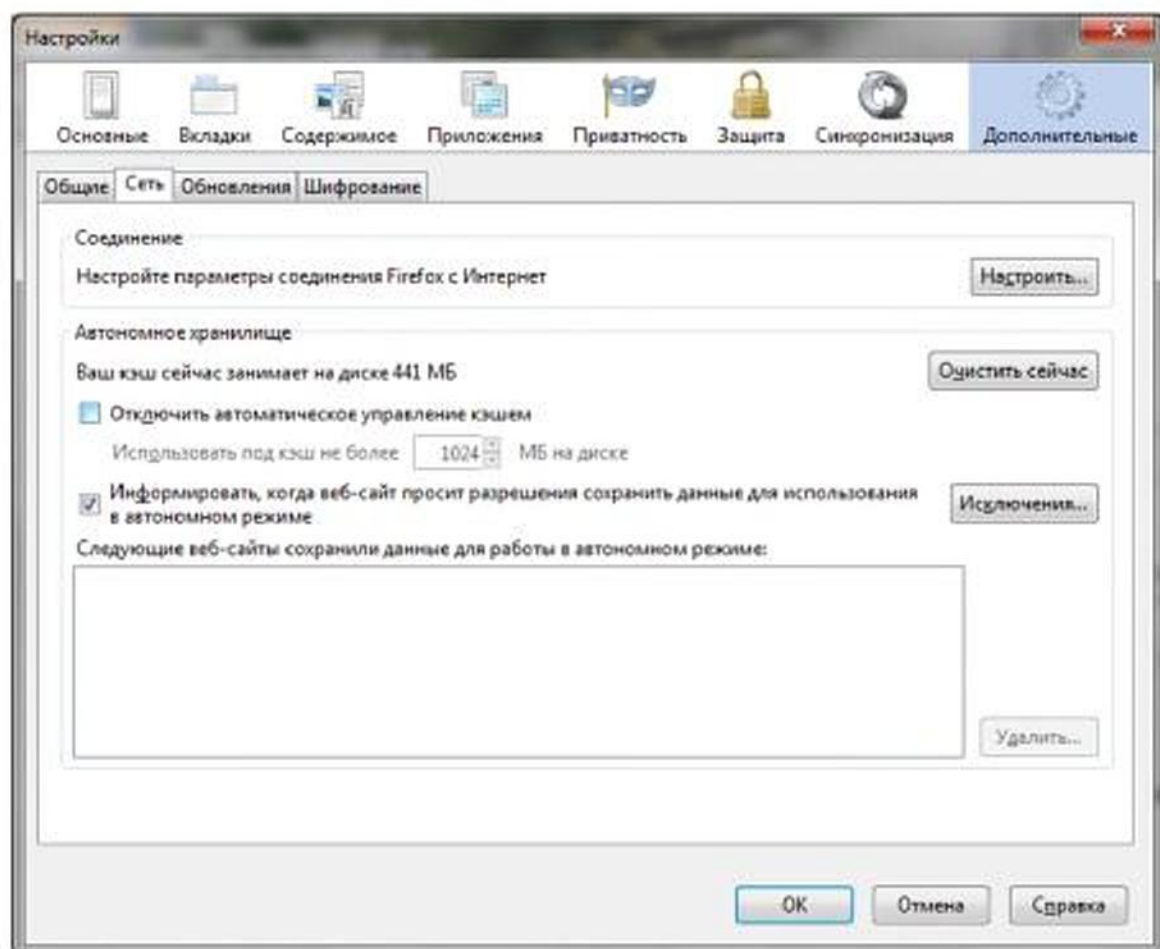 Настройки
Основные Вкладки Содержимое Приложения Приватность Защита Синхронизация Дополнительные
Общие Сеть Обновления Шифрование
Соединение
Настройте параметры соединения Firefox с Интернет Настроить...
Автономное хранилище
Ваш кэш сейчас занимает на диске 441 МБ Очистить сейчас
Отключить автоматическое управление кэшем
Использовать под кэш не более 1024 МБ на диске
Информировать, когда веб-сайт просит разрешения сохранить данные для использования
в автономном режиме Исключения...
Следующие веб-сайты сохранили данные для работы в автономном режиме:
Удалить...
ОК Отмена Справка